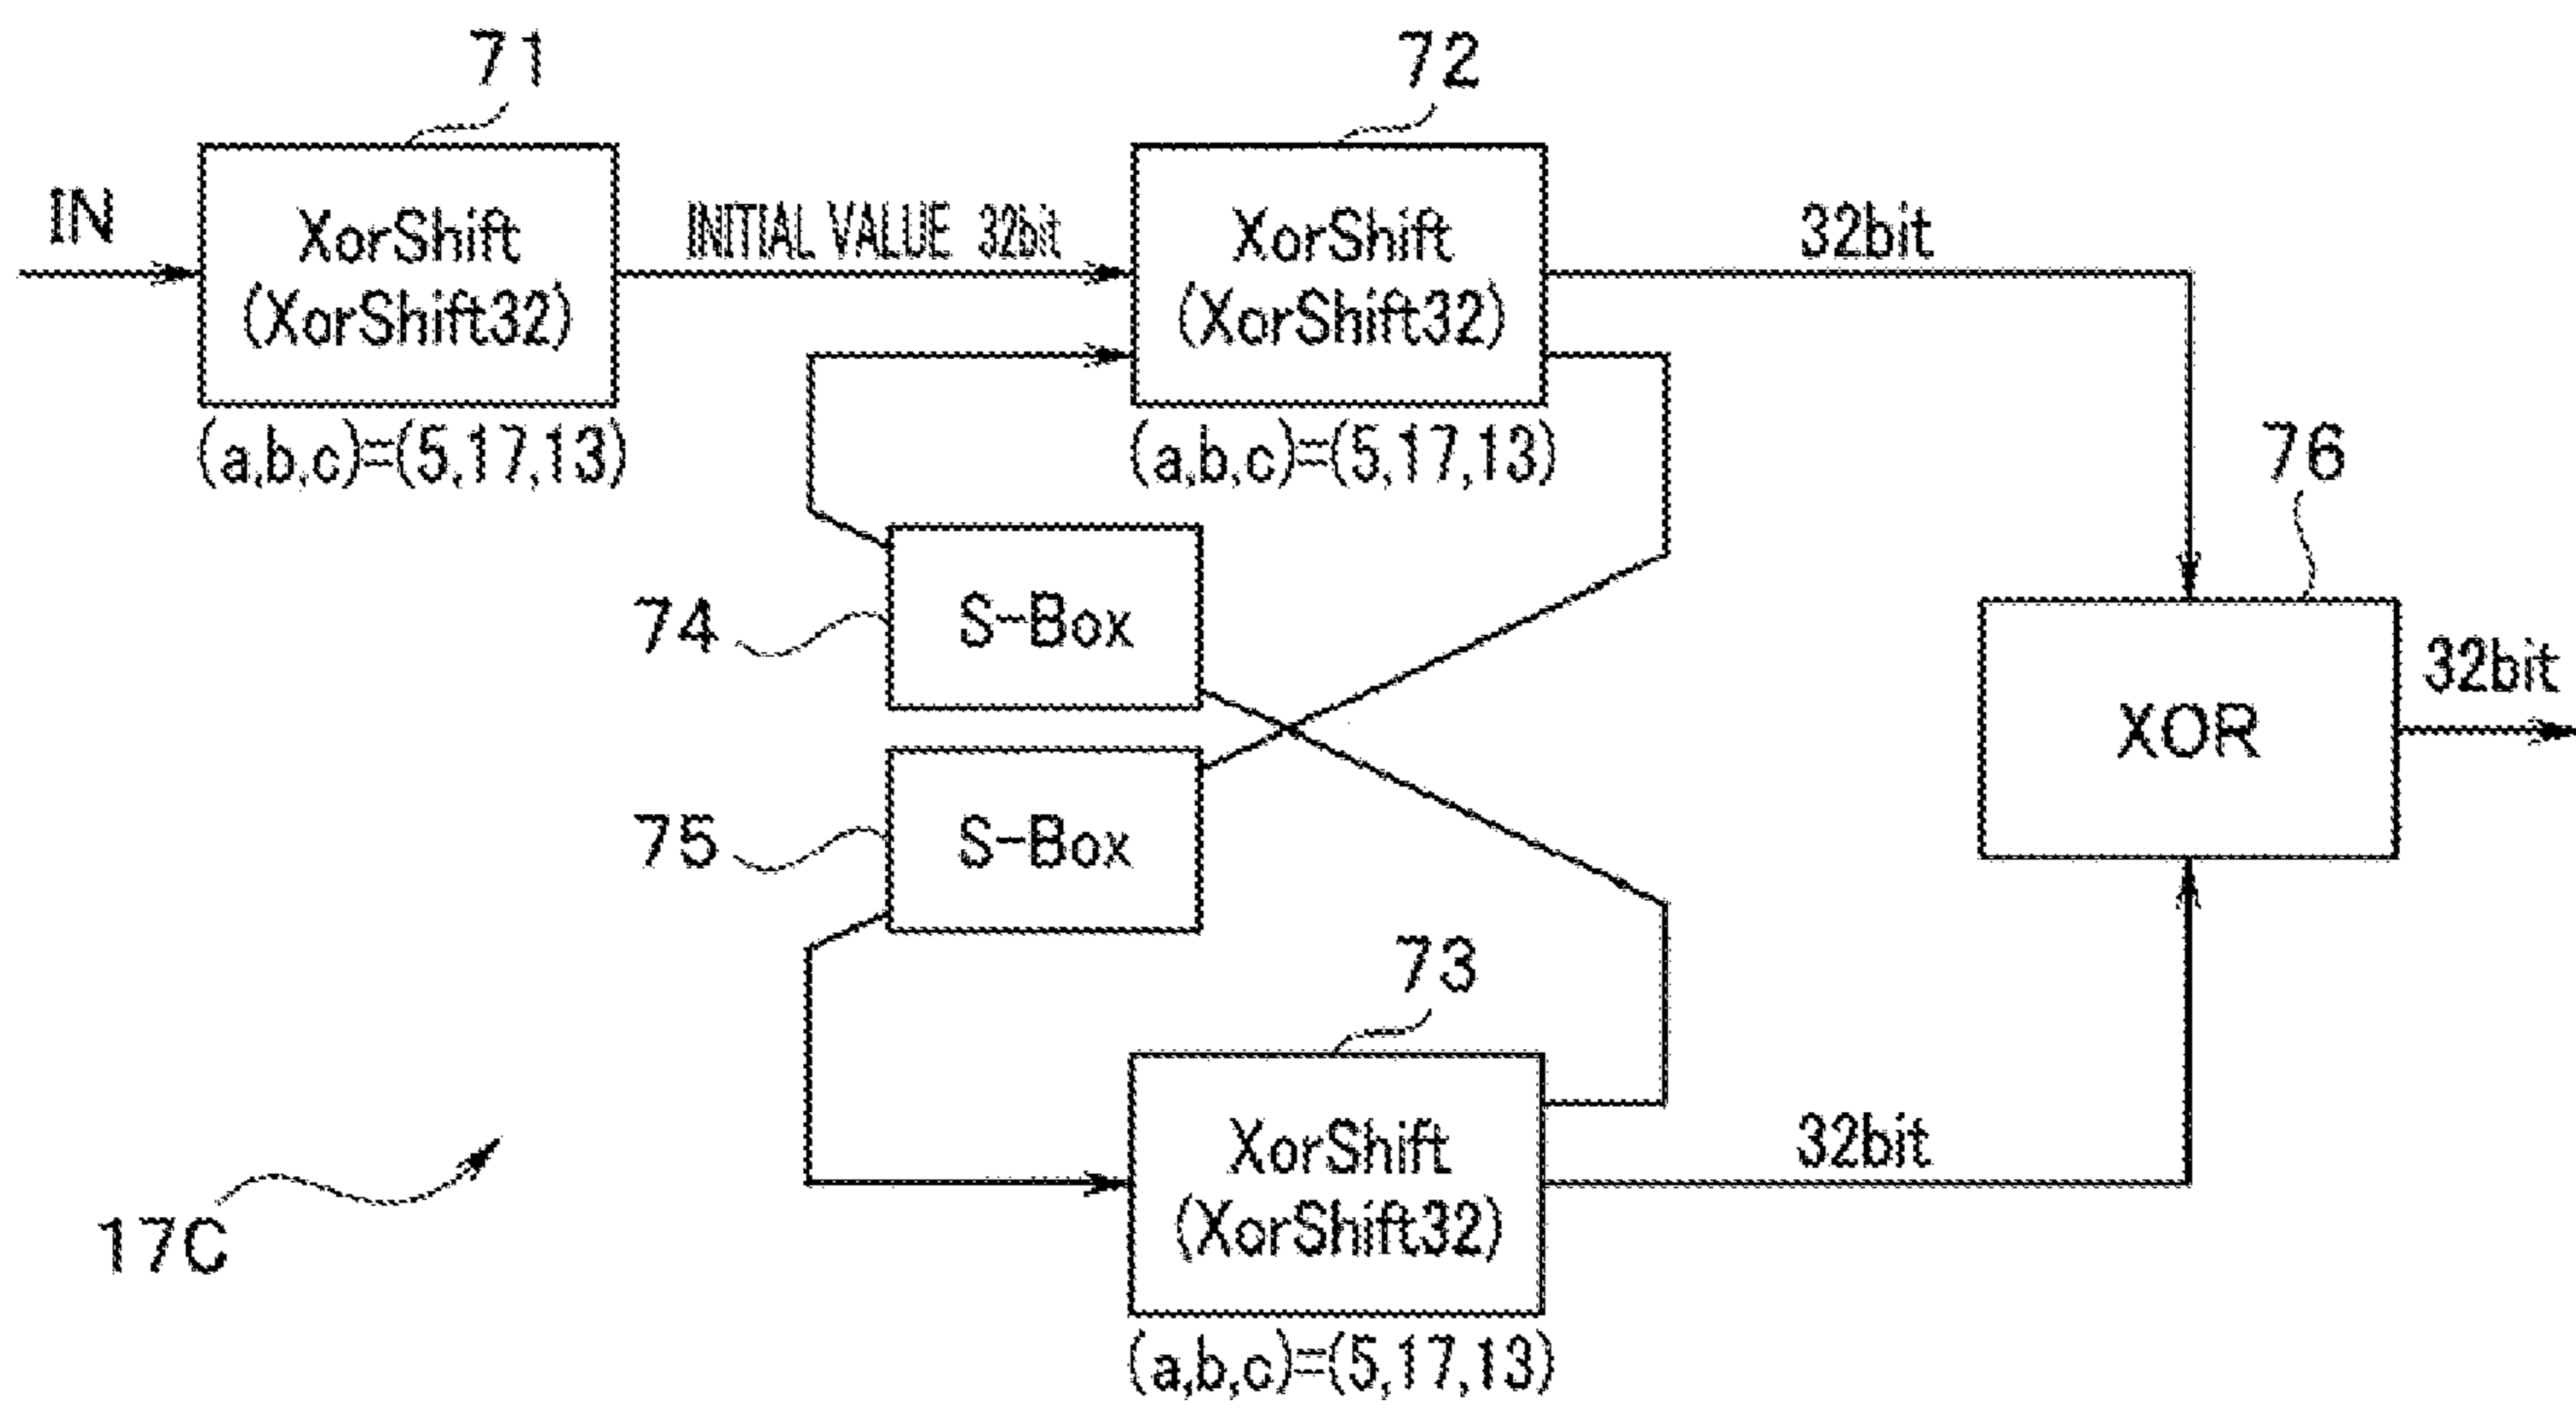 71
72
IN
XorShift
(XorShift32)
INITIAL VALUE 32bit
XorShift
(XorShift32)
32bit
(a,b,c)=(5,17,13)
(a,b,c)=(5,17,13)
76
74
S-Box
32bit
XOR
75
S-Box
73
XorShift
(XorShift32)
32bit
17C
(a,b,c)=(5,17,13)